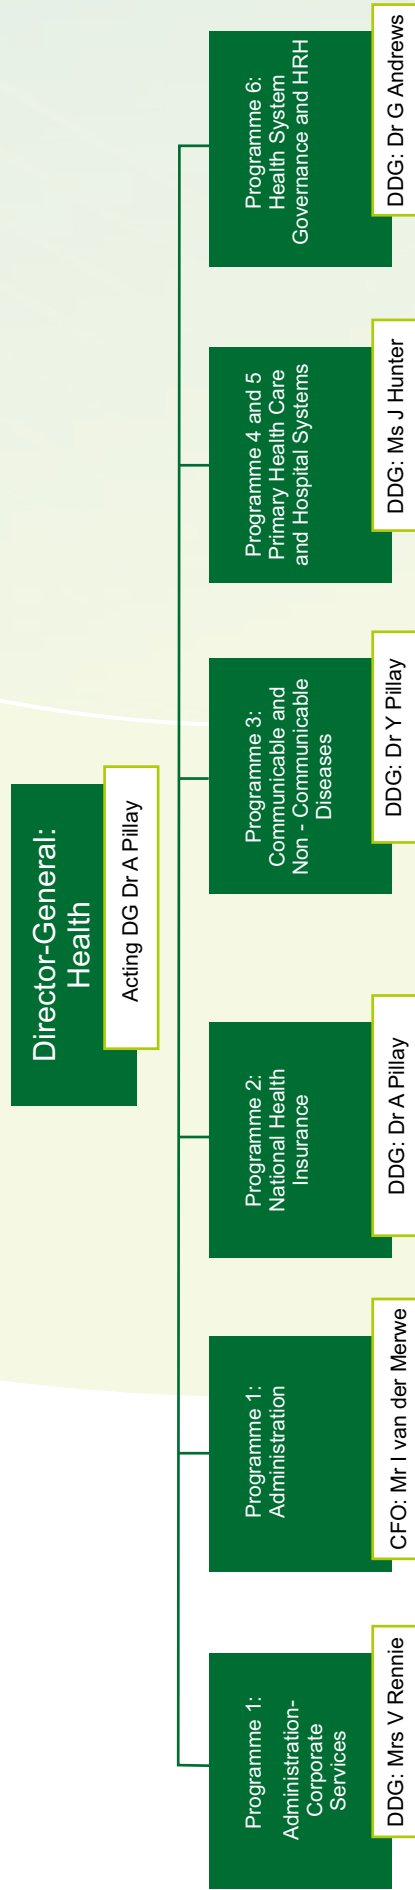 Director-General:
Health
Acting DG Dr A Pillay
Programme 1:
Administration-
Corporate
Services
DDG: Mrs V Rennie
Programme 1:
Administration
CFO: Mr I van der Merwe
Programme 2:
National Health
Insurance
DDG: Dr A Pillay
Programme 3:
Communicable and
Non - Communicable
Diseases
DDG: Dr Y Pillay
Programme 4 and 5
Primary Health Care
and Hospital Systems
DDG: Ms J Hunter
Programme 6:
Health System
Governance and HRH
DDG: Dr G Andrews